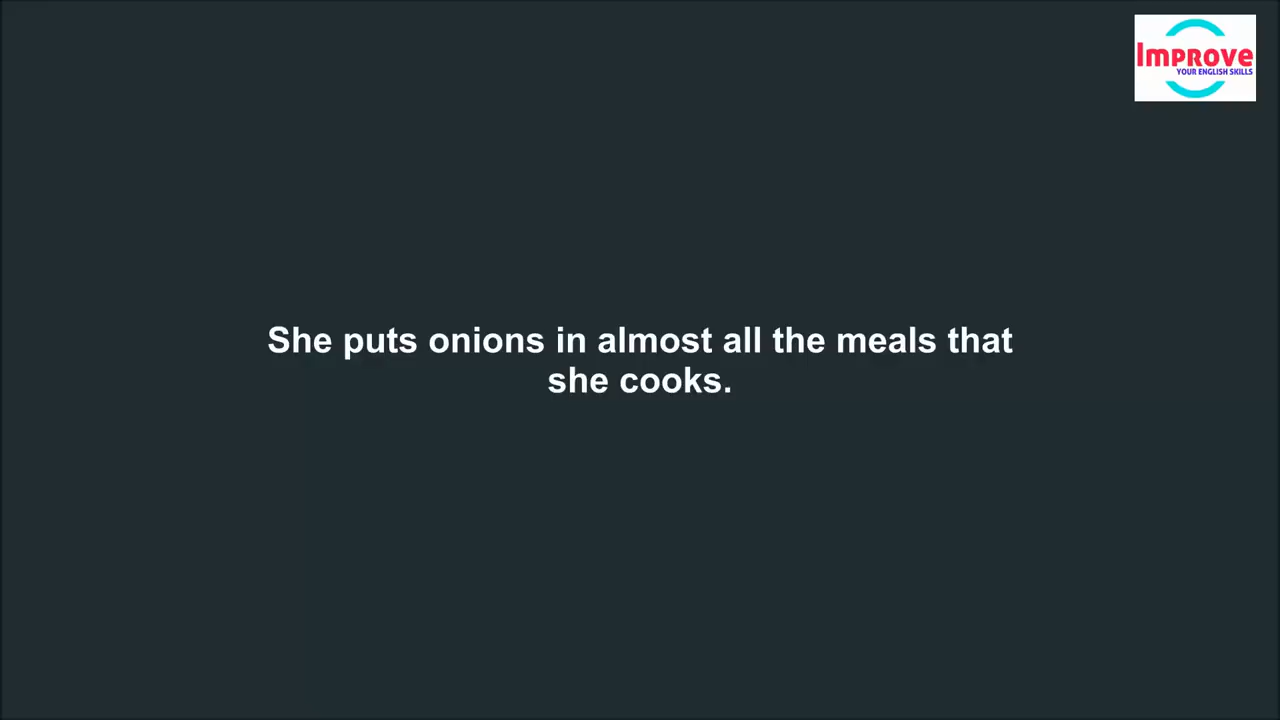 Improve
YOUR ENGLISH SKILLS
She puts onions in almost all the meals that
she cooks.